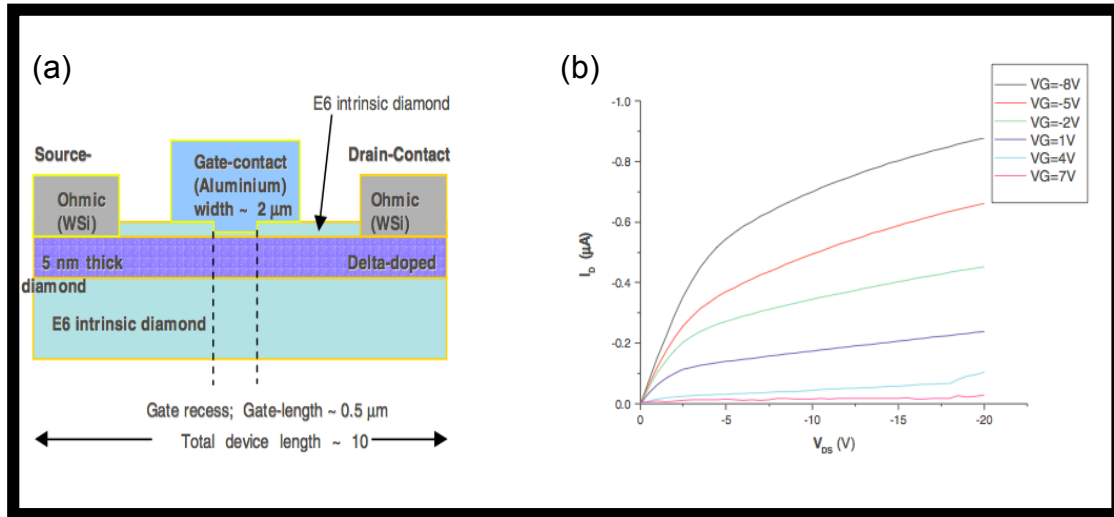 (a)
E6 intrinsic diamond
Source-
Gate-contact
(Aluminium)
width ~ 2 µm
Drain-Contact
Ohmic
(WSi)
Ohmic
(WSi)
5 nm thick
diamond
Delta-doped
E6 intrinsic diamond
Gate recess; Gate-length ~ 0.5 µm
Total device length ~ 10
(b)
VG=-8V
VG=-5V
VG=-2V
VG=1V
VG=4V
VG=7V
-1.0
-0.8
-0.6
-0.4
-0.2
0.0
I_D (µA)
0 -5 -10 -15 -20
V_DS (V)